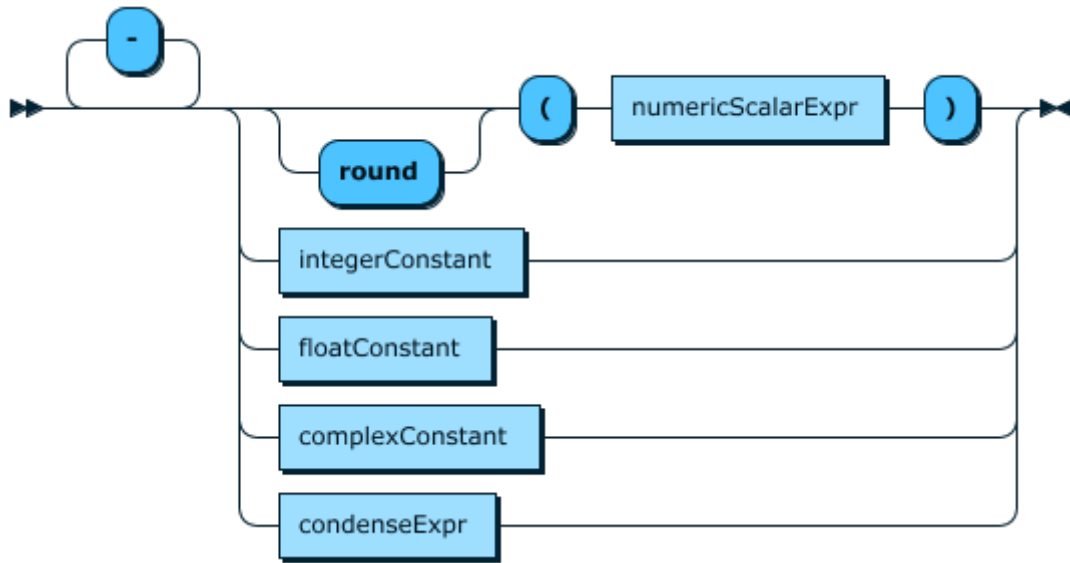 -
( numericScalarExpr )
round
integerConstant
floatConstant
complexConstant
condenseExpr